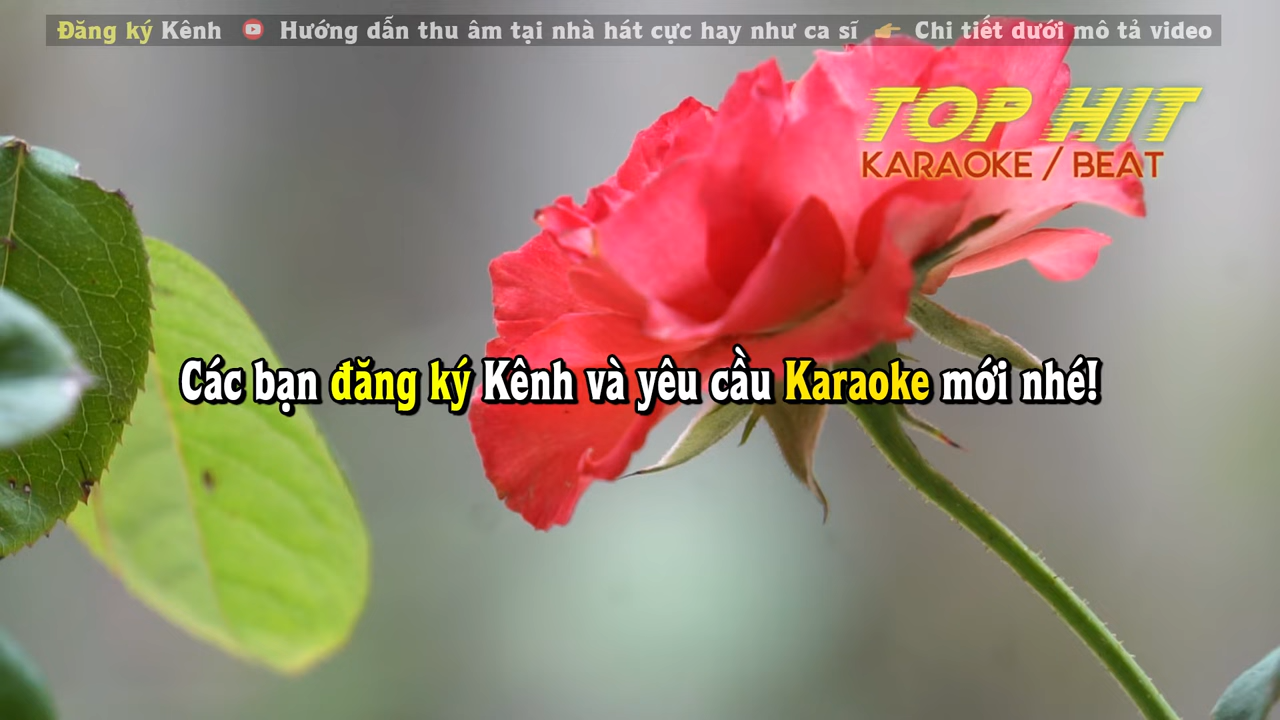 Đăng ký Kênh Hướng dẫn thu âm tại nhà hát cực hay như ca sĩ 👉 Chi tiết dưới mô tả video
TOP HIT
KARAOKE / BEAT
Các bạn đăng ký Kênh và yêu cầu Karaoke mới nhé!